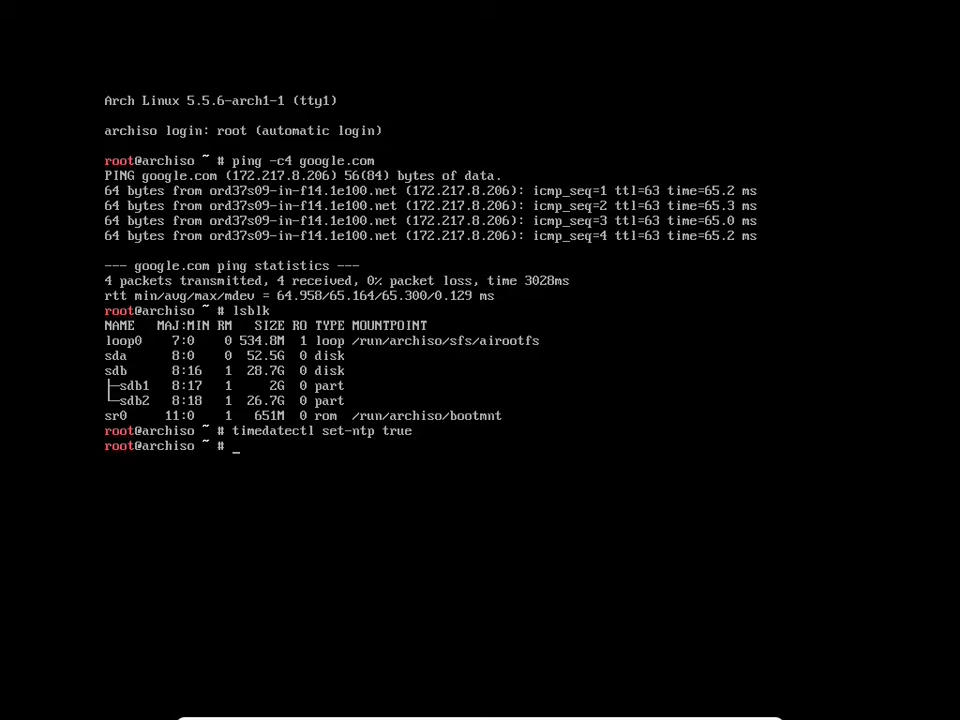 Arch Linux 5.5.6-arch1-1 (tty1)
archiso login: root (automatic login)
root@archiso ~ # ping -c4 google.com
PING google.com (172.217.8.206) 56(84) bytes of data.
64 bytes from ord37s09-in-f14.1e100.net (172.217.8.206): icmp_seq=1 ttl=63 time=65.2 ms
64 bytes from ord37s09-in-f14.1e100.net (172.217.8.206): icmp_seq=2 ttl=63 time=65.3 ms
64 bytes from ord37s09-in-f14.1e100.net (172.217.8.206): icmp_seq=3 ttl=63 time=65.0 ms
64 bytes from ord37s09-in-f14.1e100.net (172.217.8.206): icmp_seq=4 ttl=63 time=65.2 ms
--- google.com ping statistics ---
4 packets transmitted, 4 received, 0% packet loss, time 3028ms
rtt min/avg/max/mdev = 64.958/65.164/65.300/0.129 ms
root@archiso ~ # lsblk
NAME   MAJ:MIN RM   SIZE RO TYPE MOUNTPOINT
loop0    7:0    0 534.8M  1 loop /run/archiso/sfs/airootfs
sda      8:0    0  52.5G  0 disk
sdb      8:16   1  28.7G  0 disk
├─sdb1   8:17   1     2G  0 part
└─sdb2   8:18   1  26.7G  0 part
sr0     11:0    1   651M  0 rom  /run/archiso/bootmnt
root@archiso ~ # timedatectl set-ntp true
root@archiso ~ # _